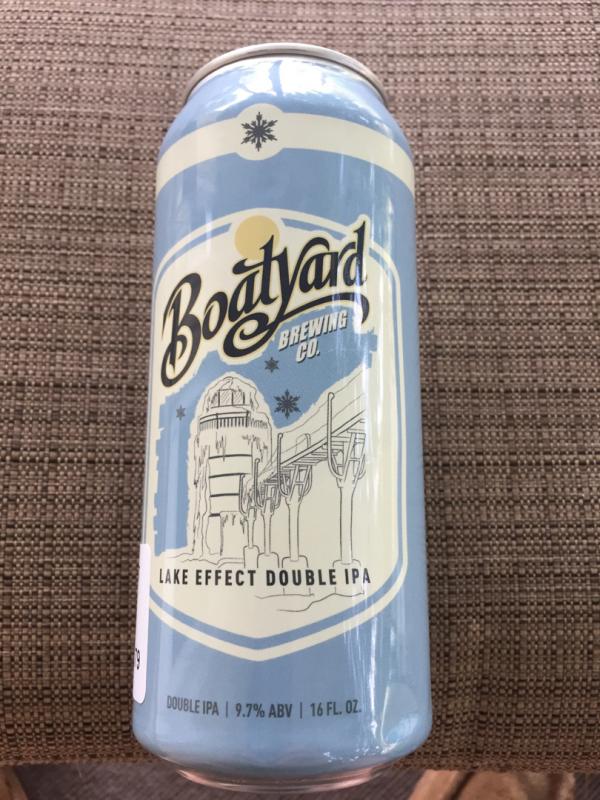 Boatyard
BREWING
CO.
LAKE EFFECT DOUBLE IPA
DOUBLE IPA | 9.7% ABV | 16 FL. OZ.